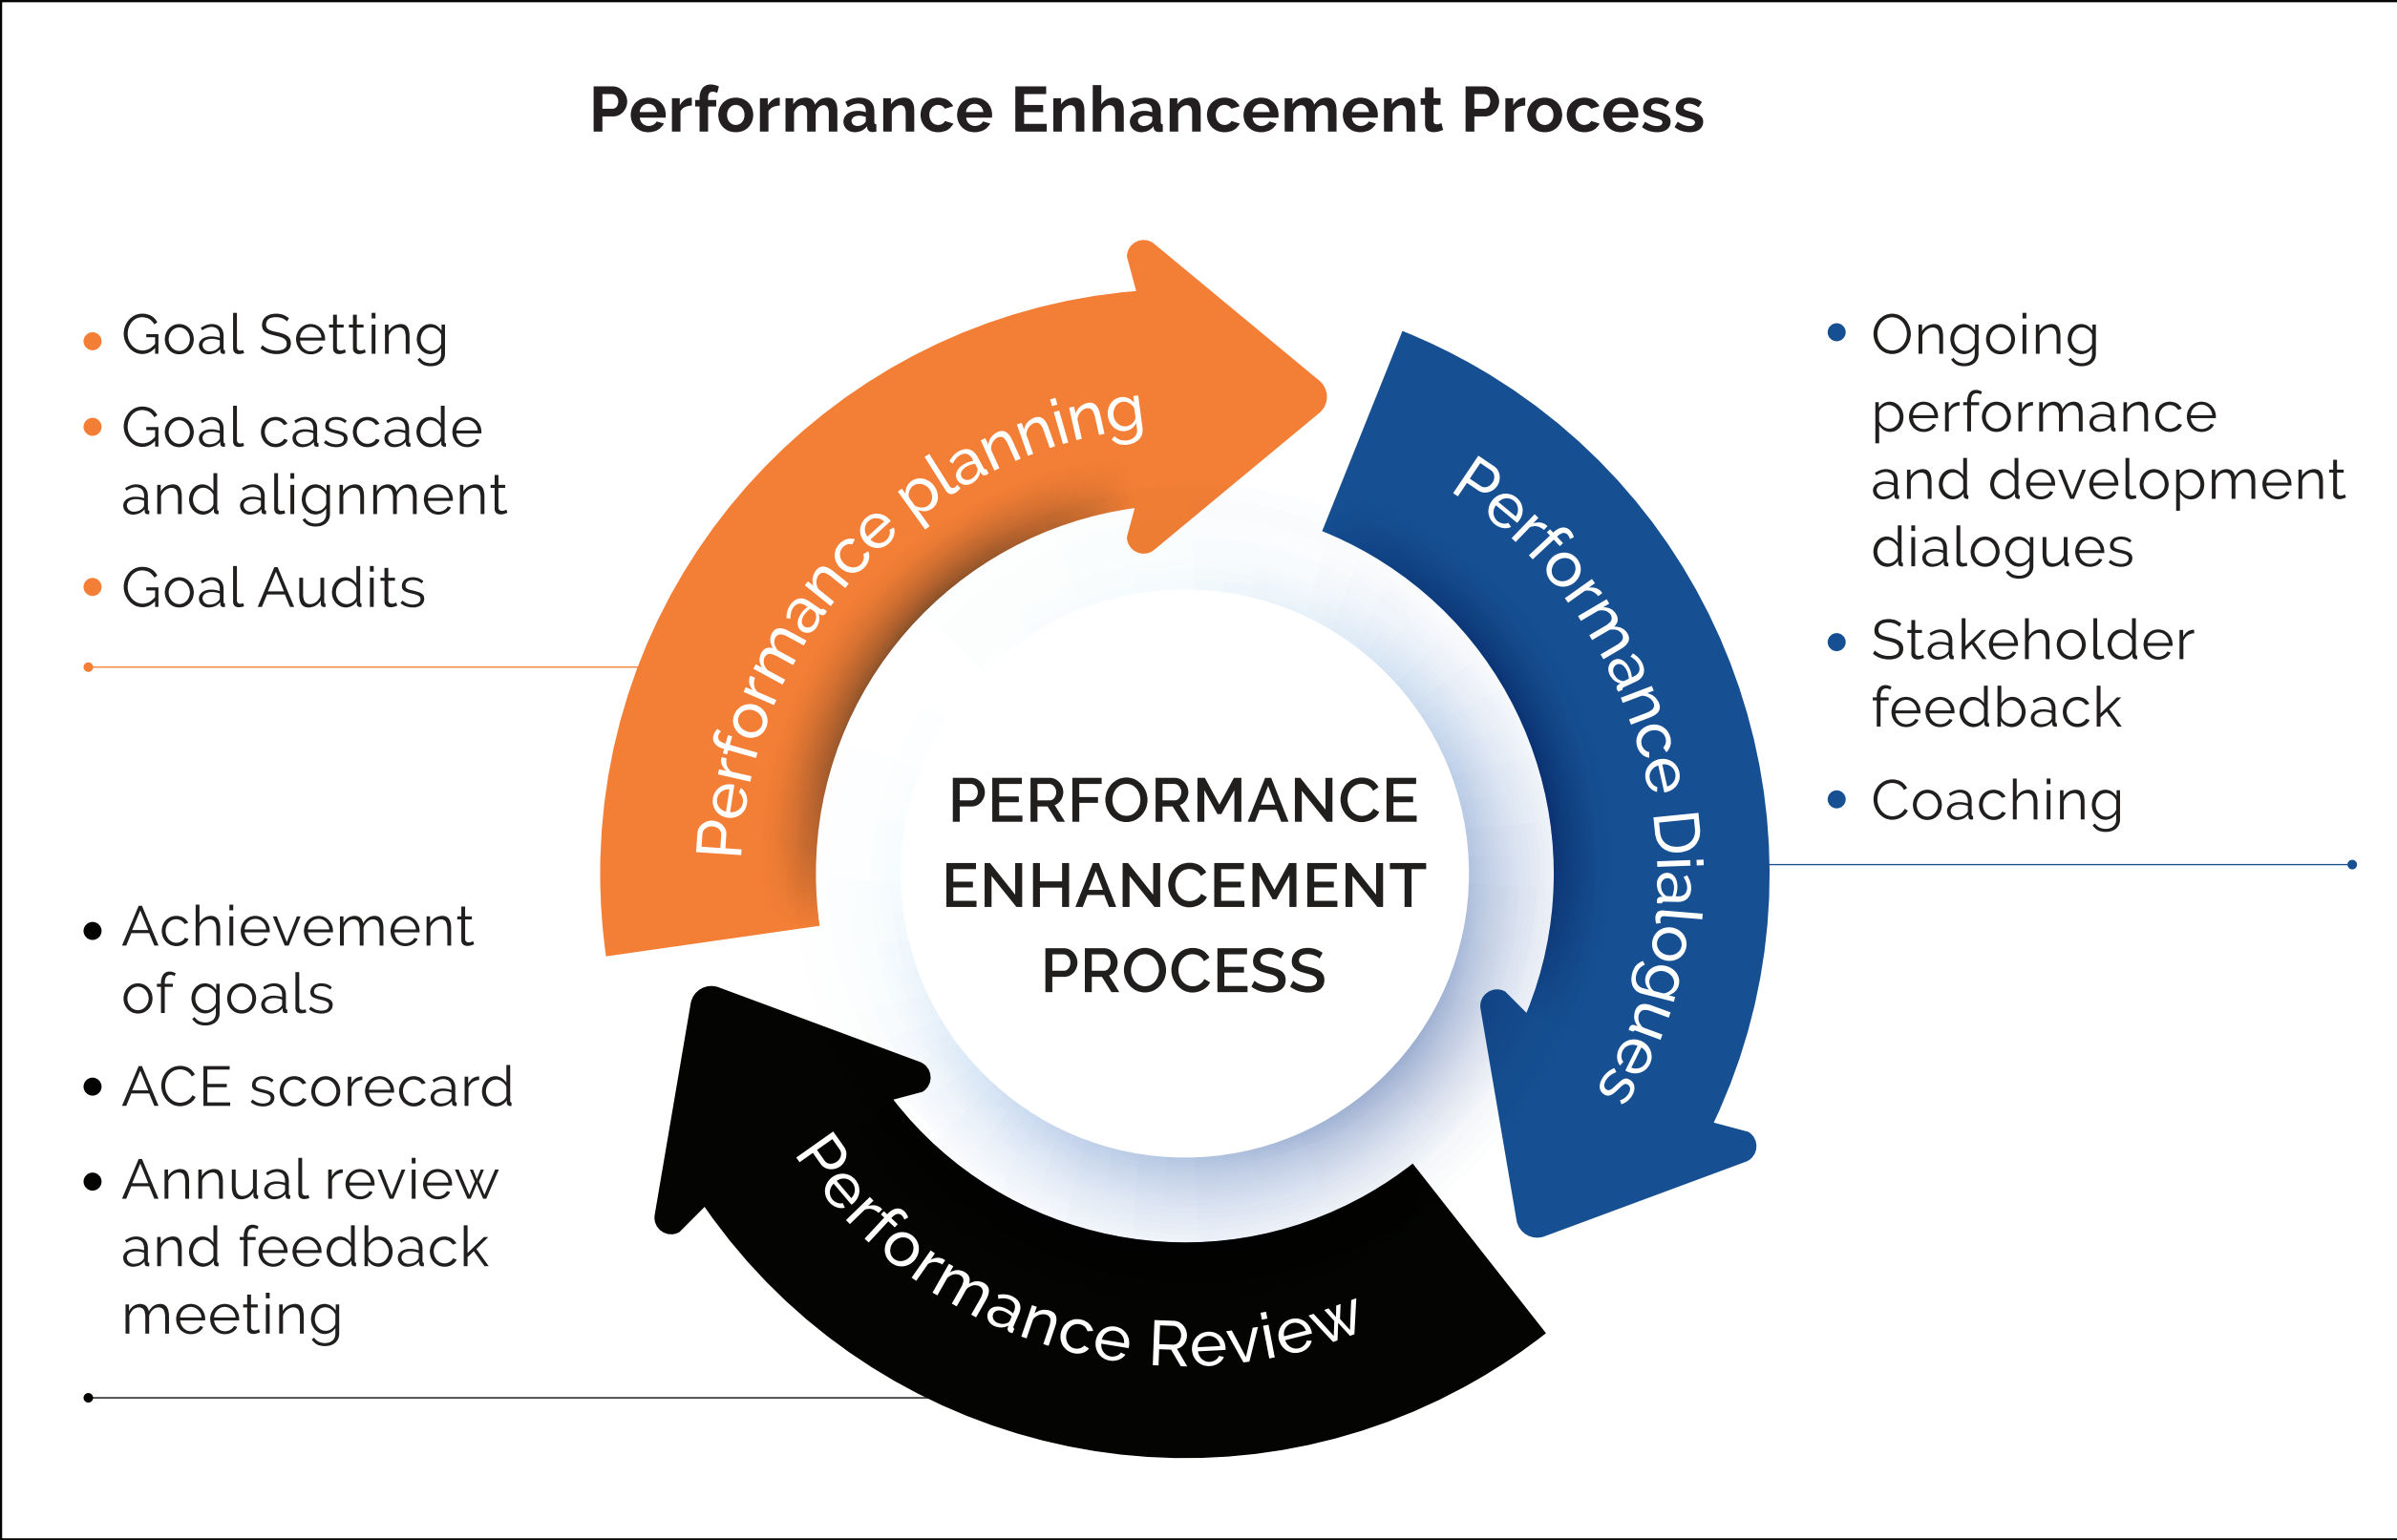 Performance Enhancement Process
Goal Setting
Goal cascade
and alignment
Goal Audits
Performance planning
Ongoing
performance
and development
dialogues
Stakeholder
feedback
Coaching
Performance Dialogues
PERFORMANCE
ENHANCEMENT
PROCESS
Achievement
of goals
ACE scorecard
Annual review
and feedback
meeting
Performance Review